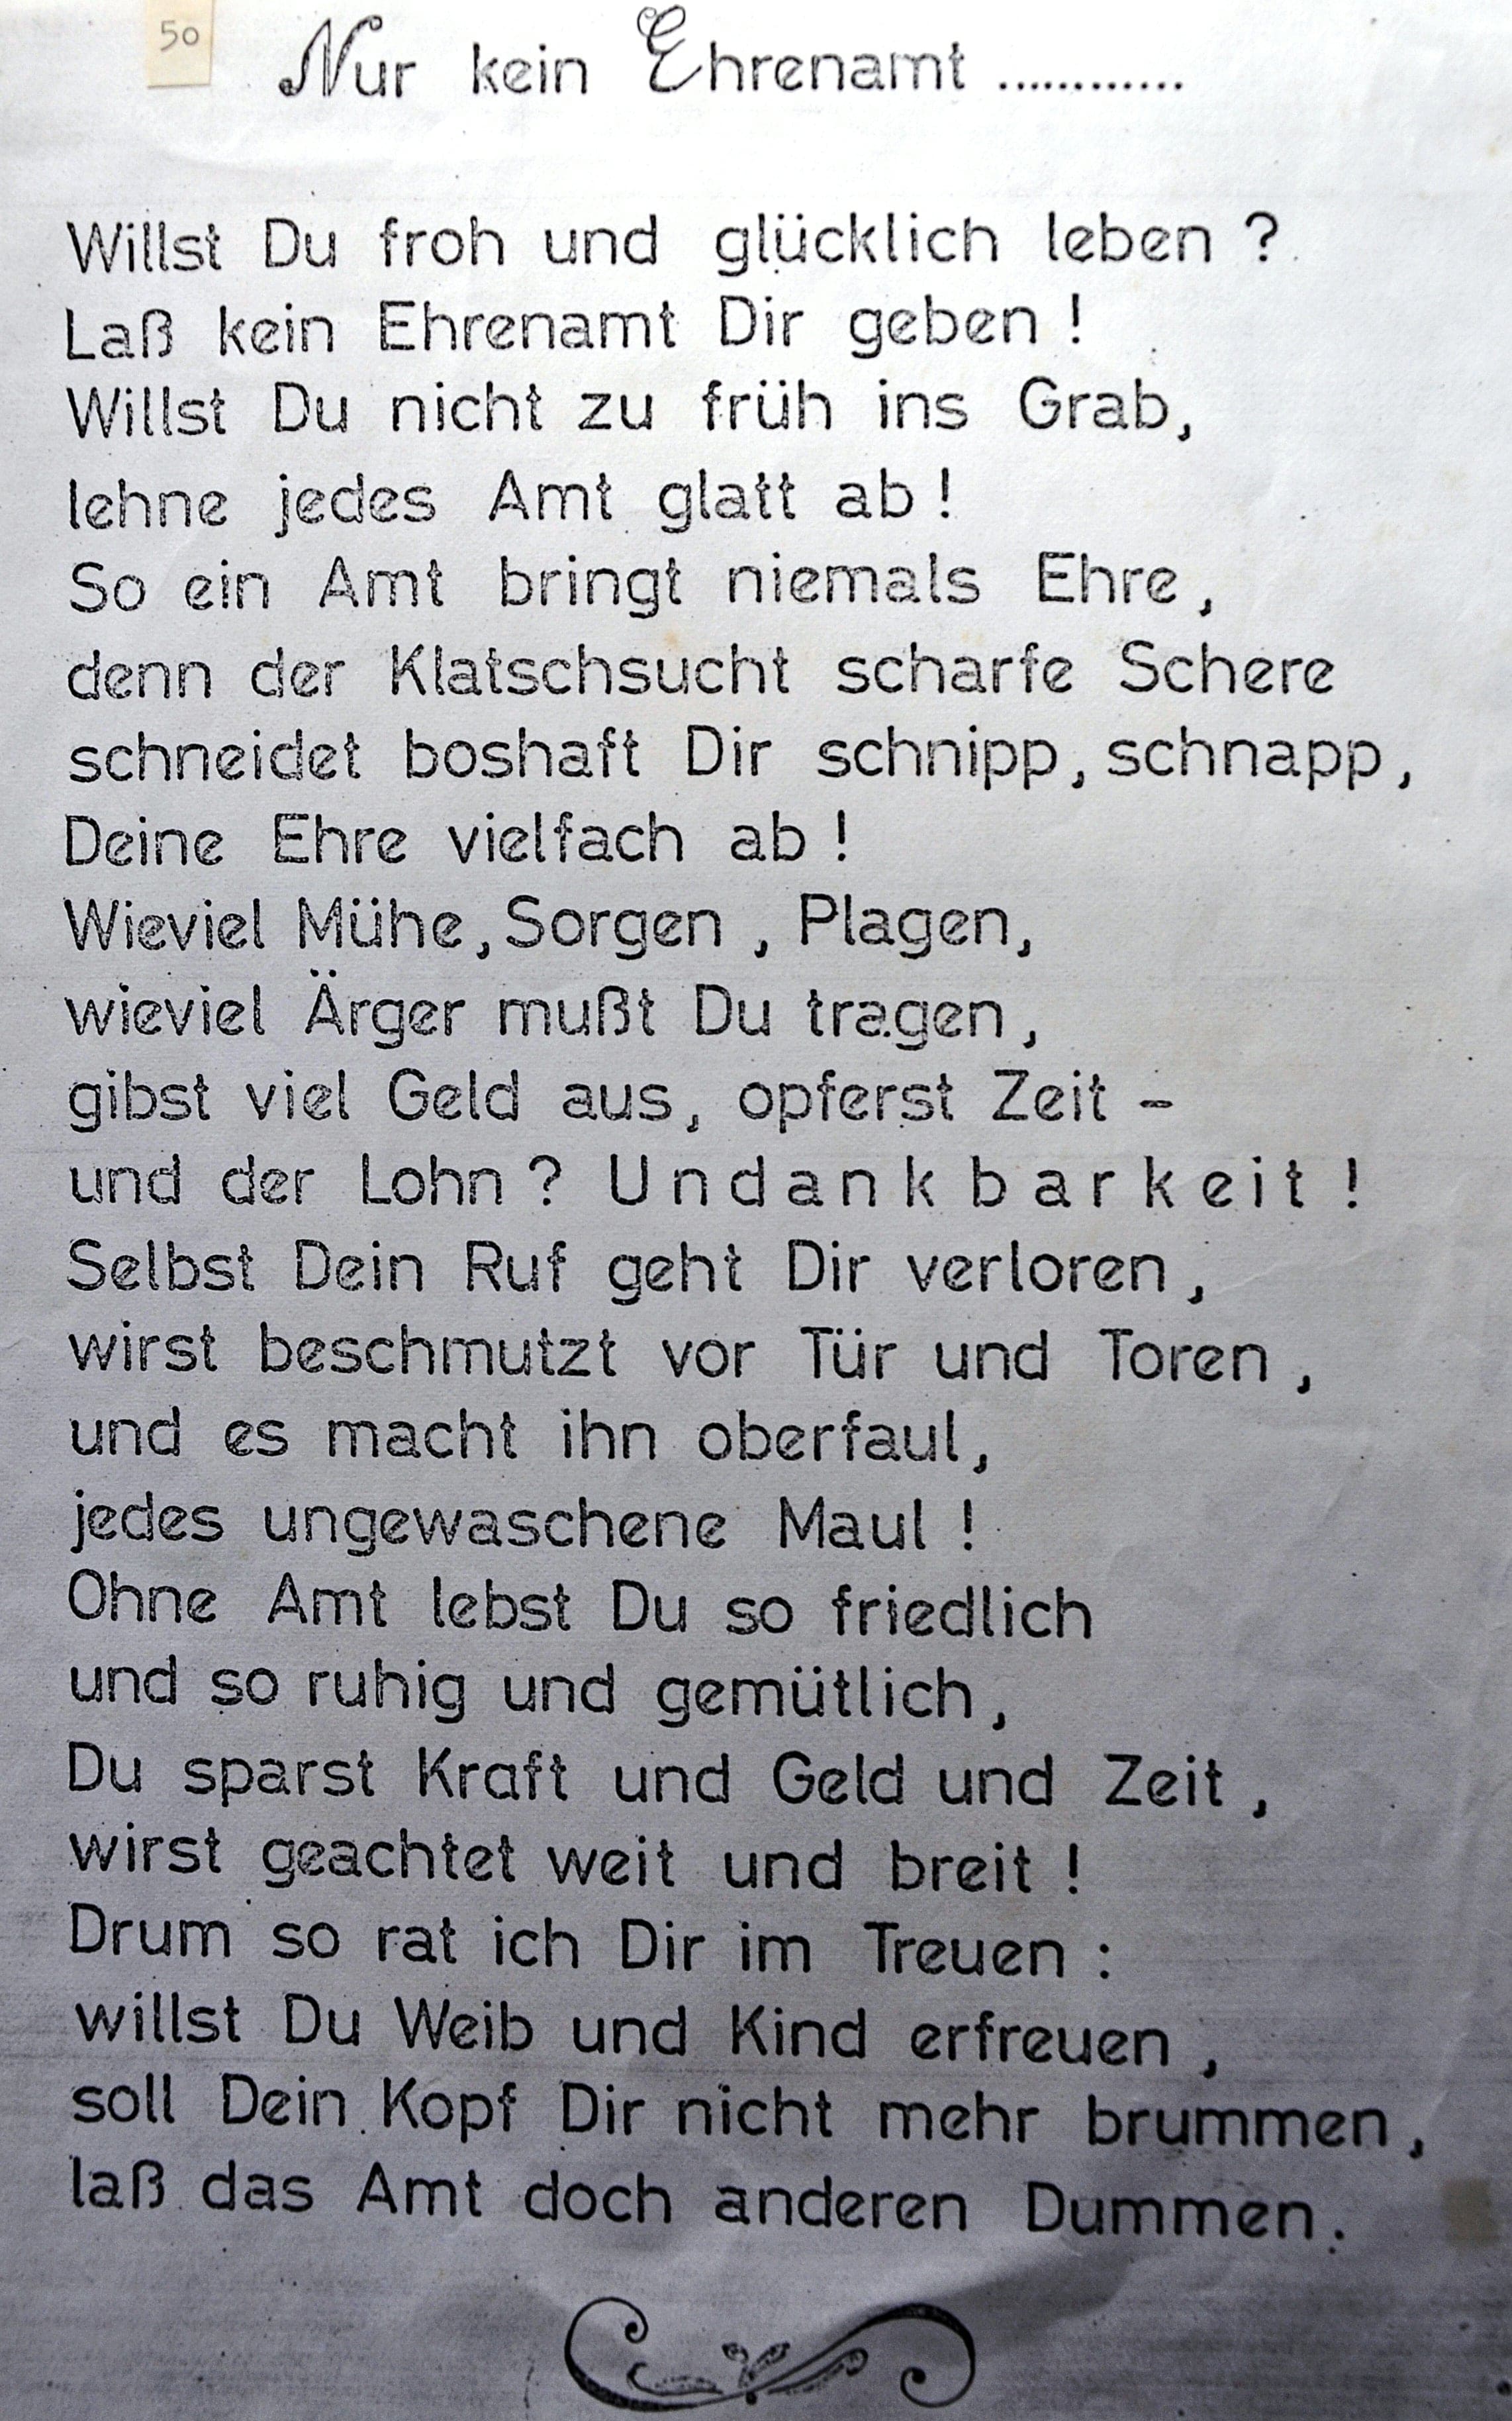 50
Nur kein Ehrenamt ............
Willst Du froh und glücklich leben ?
Laß kein Ehrenamt Dir geben !
Willst Du nicht zu früh ins Grab,
lehne jedes Amt glatt ab !
So ein Amt bringt niemals Ehre ,
denn der Klatschsucht scharfe Schere
schneidet boshaft Dir schnipp, schnapp,
Deine Ehre vielfach ab !
Wieviel Mühe, Sorgen , Plagen,
wieviel Ärger mußt Du tragen,
gibst viel Geld aus, opferst Zeit -
und der Lohn ? U n d a n k b a r k e i t !
Selbst Dein Ruf geht Dir verloren,
wirst beschmutzt vor Tür und Toren ,
und es macht ihn oberfaul,
jedes ungewaschene Maul !
Ohne Amt lebst Du so friedlich
und so ruhig und gemütlich,
Du sparst Kraft und Geld und Zeit ,
wirst geachtet weit und breit !
Drum so rat ich Dir im Treuen :
willst Du Weib und Kind erfreuen ,
soll Dein Kopf Dir nicht mehr brummen,
laß das Amt doch anderen Dummen.